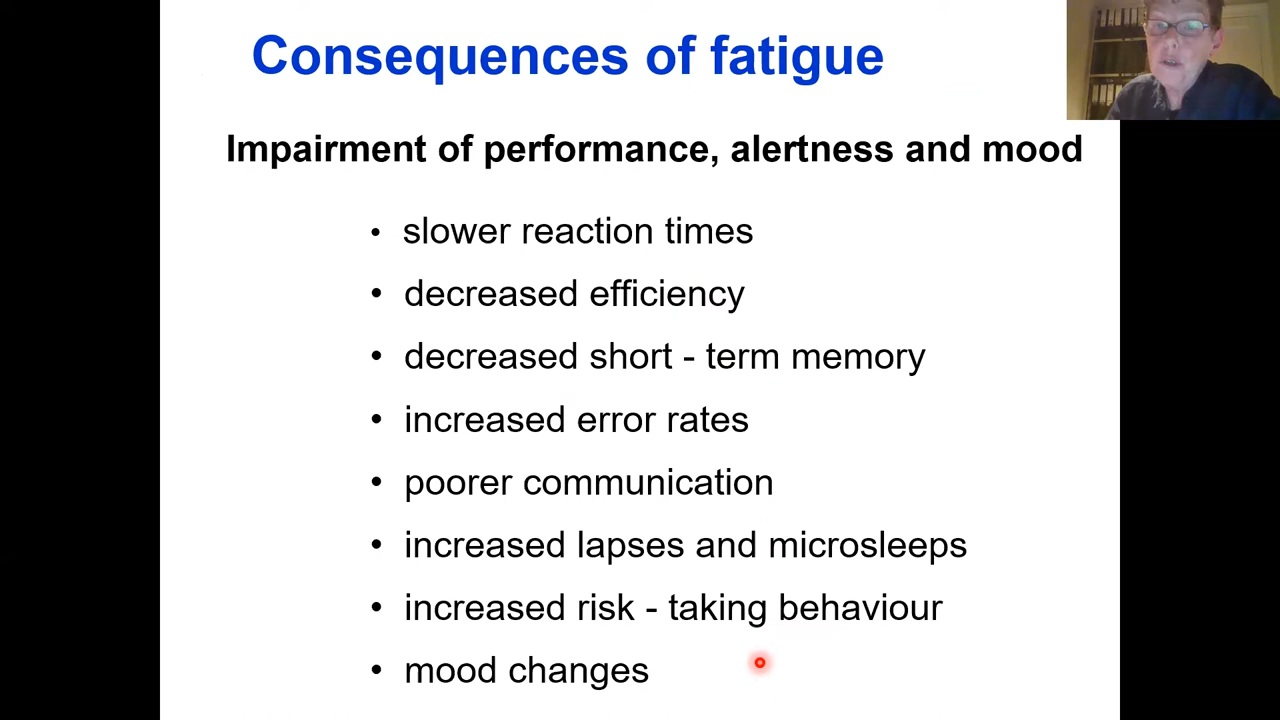 Consequences of fatigue
Impairment of performance, alertness and mood
• slower reaction times
• decreased efficiency
• decreased short - term memory
• increased error rates
• poorer communication
• increased lapses and microsleeps
• increased risk - taking behaviour
• mood changes